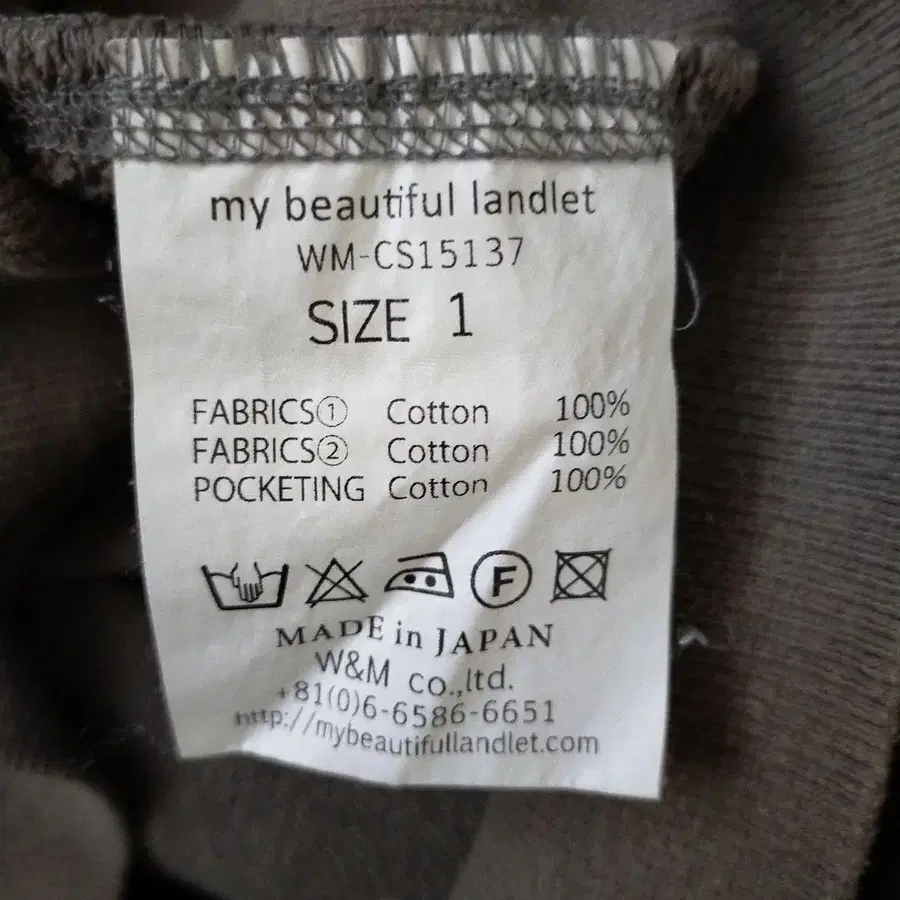 my beautiful landlet
WM-CS15137
SIZE 1
FABRICS① Cotton 100%
FABRICS② Cotton 100%
POCKETING Cotton 100%
F
MADE in JAPAN
W&M co.,ltd.
+81(0)6-6586-6651
http://mybeautifullandlet.com